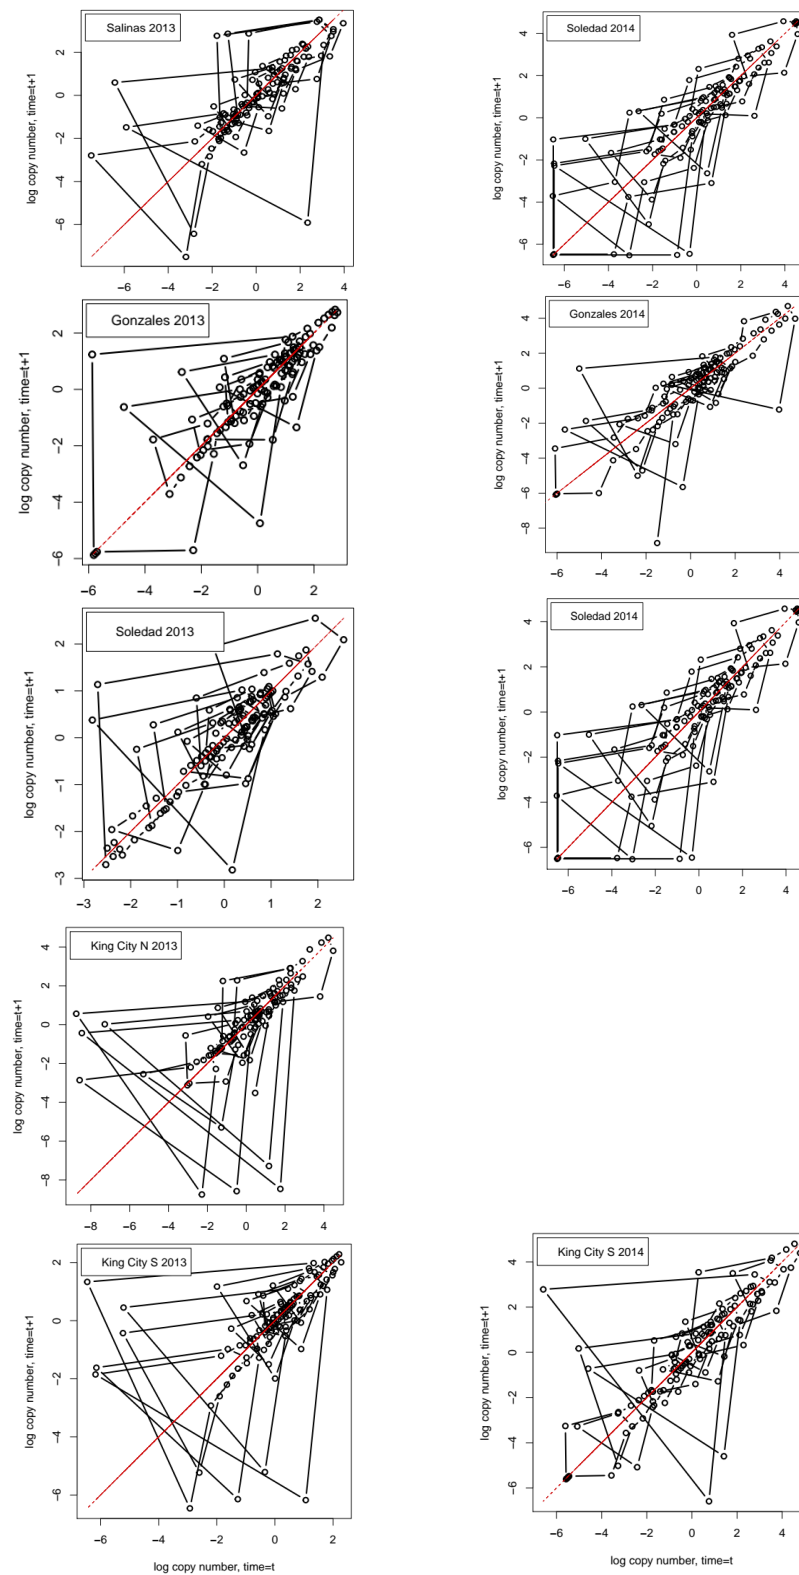 Salinas 2013
log copy number, time=t+1
2
0
−2
−4
−6
−6 −4 −2 0 2 4
Soledad 2014
log copy number, time=t+1
4
2
0
−2
−4
−6
−6 −4 −2 0 2 4
Gonzales 2013
log copy number, time=t+1
2
0
−2
−4
−6
−6 −4 −2 0 2
Gonzales 2014
log copy number, time=t+1
4
2
0
−2
−4
−6
−8
−6 −4 −2 0 2 4
Soledad 2013
log copy number, time=t+1
2
1
0
−1
−2
−3
−3 −2 −1 0 1 2
Soledad 2014
log copy number, time=t+1
4
2
0
−2
−4
−6
−6 −4 −2 0 2 4
King City N 2013
log copy number, time=t+1
4
2
0
−2
−4
−6
−8
−8 −6 −4 −2 0 2 4
King City S 2013
log copy number, time=t+1
2
0
−2
−4
−6
−6 −4 −2 0 2
log copy number, time=t
King City S 2014
log copy number, time=t+1
4
2
0
−2
−4
−6
−6 −4 −2 0 2 4
log copy number, time=t